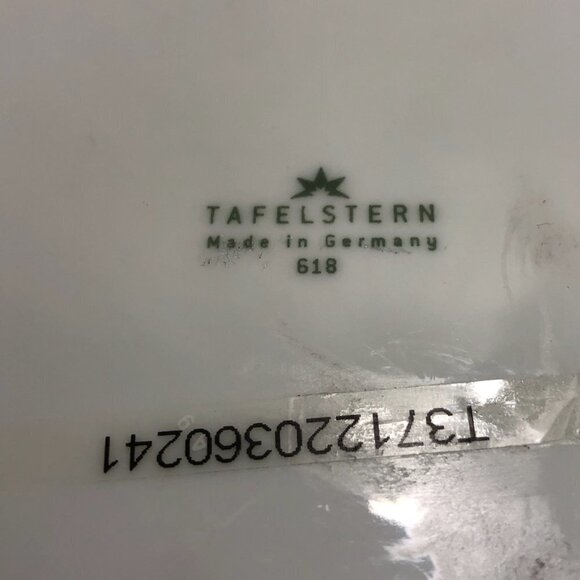 TAFELSTERN
Made in Germany
618
T371220360241